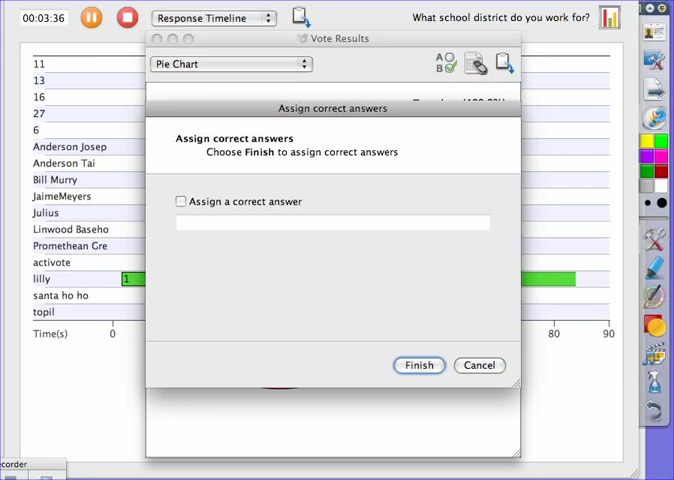 00:03:36
Response Timeline
What school district do you work for?
Vote Results
Pie Chart
A
B
Assign correct answers
Assign correct answers
Choose Finish to assign correct answers
Assign a correct answer
Finish
Cancel
11
13
16
27
6
Anderson Josep
Anderson Tai
Bill Murry
JaimeMeyers
Julius
Linwood Baseho
Promethean Gre
activote
lilly
1
santa ho ho
topil
Time(s)
0
80
90
ecorder